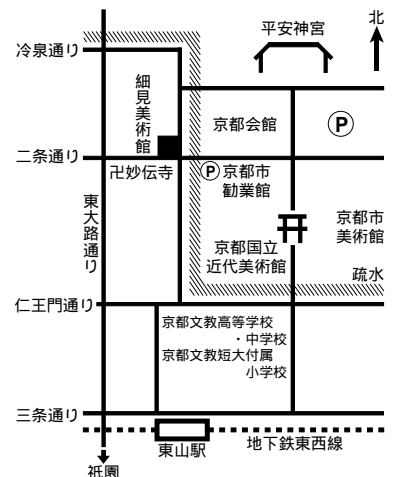 北
平安神宮
冷泉通り
細見美術館
京都会館
P
二条通り
卍妙伝寺
P
京都市
勧業館
東大路通り
京都市
美術館
京都国立
近代美術館
疏水
仁王門通り
京都文教高等学校
・中学校
京都文教短大付属
小学校
三条通り
東山駅
地下鉄東西線
祇園